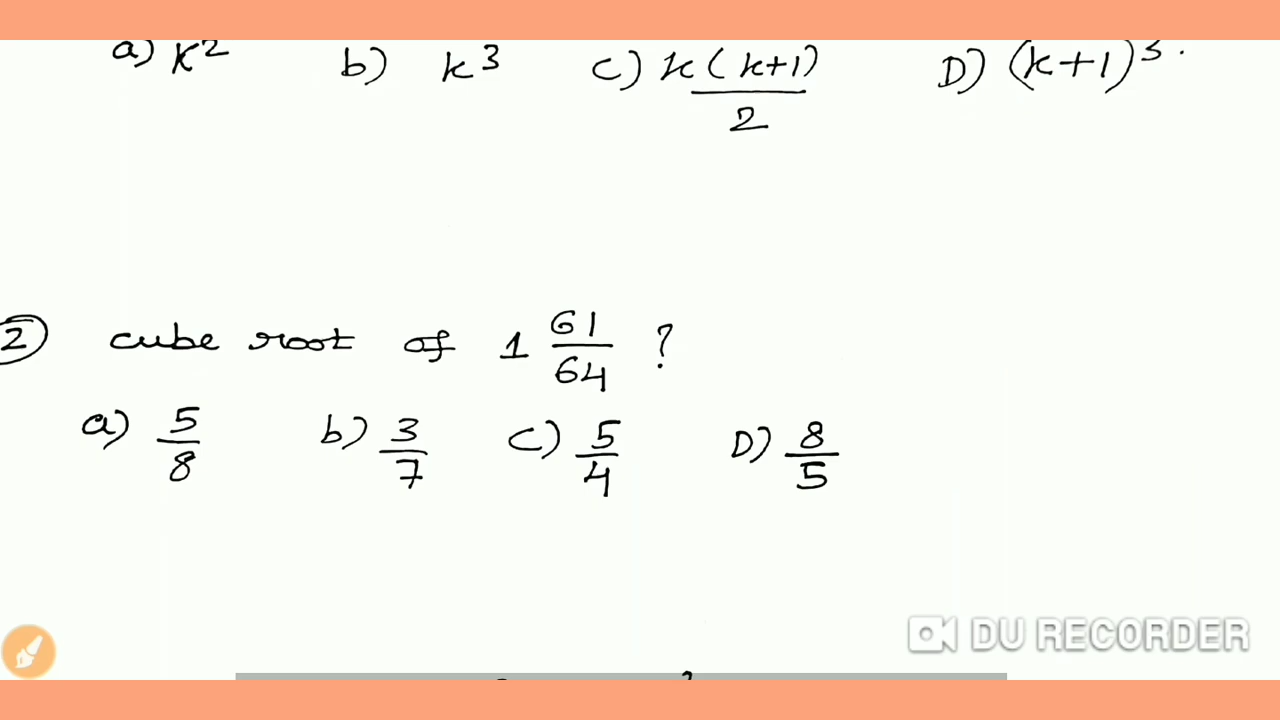 a) k² b) k³ c) k(k+1)/2 D) (k+1)³.
2 cube root of 1 61/64 ?
a) 5/8 b) 3/7 c) 5/4 D) 8/5
DU RECORDER